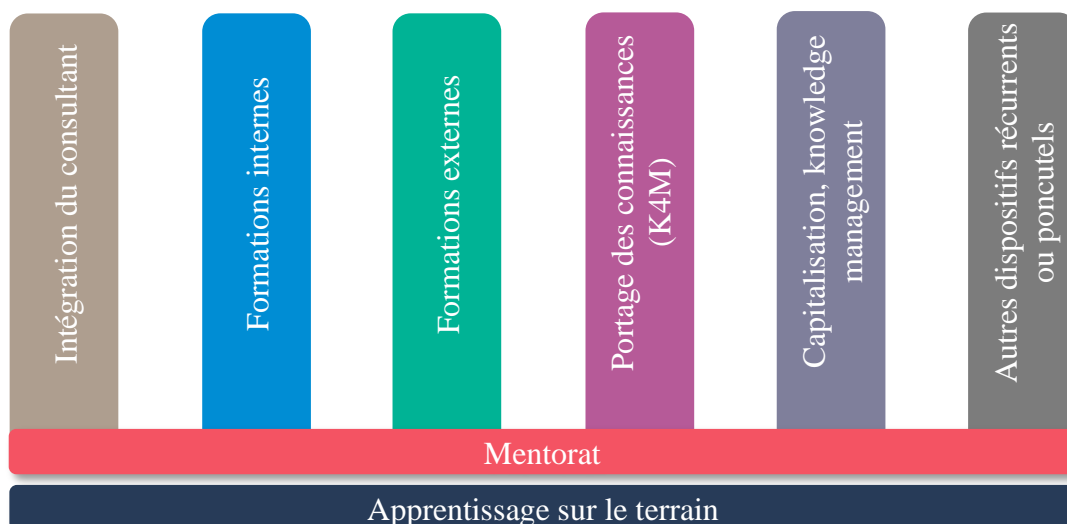 Intégration du consultant
Formations internes
Formations externes
Portage des connaissances
(K4M)
Capitalisation, knowledge
management
Autres dispositifs récurrents
ou poncutels
Mentorat
Apprentissage sur le terrain